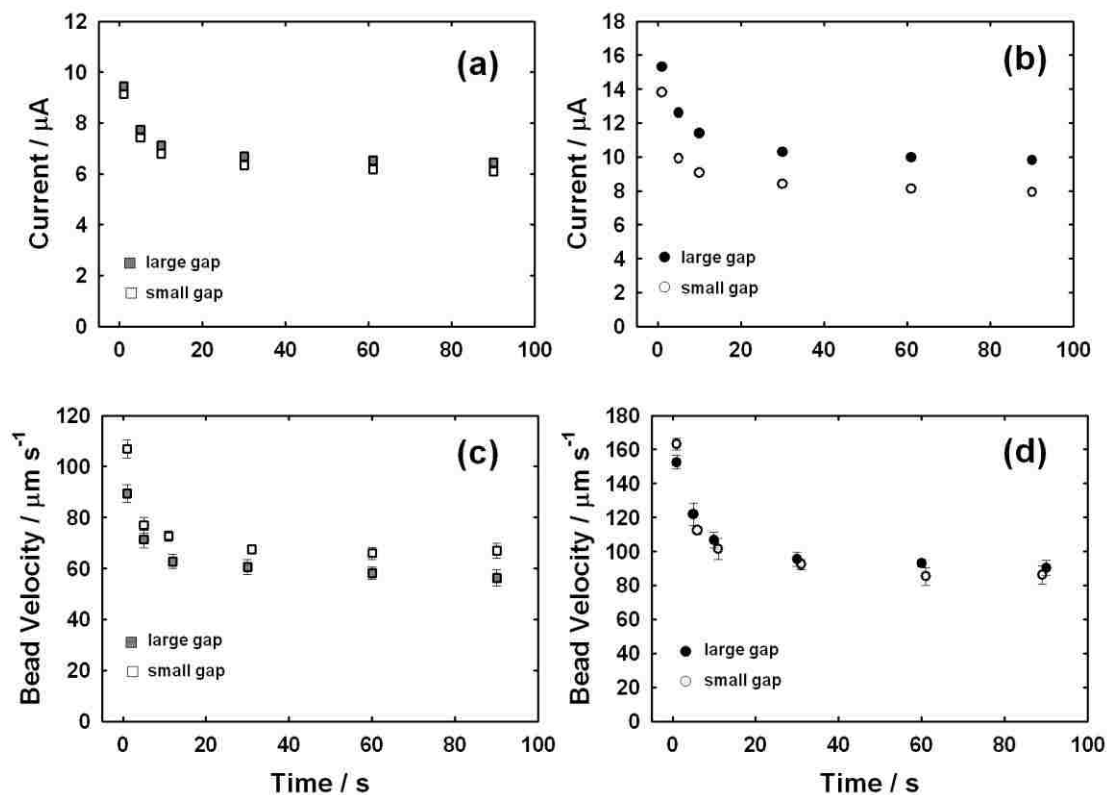 12
10
8
6
4
2
0
Current / μA
(a)
large gap
small gap
0 20 40 60 80 100
18
16
14
12
10
8
6
4
2
0
Current / μA
(b)
large gap
small gap
0 20 40 60 80 100
120
100
80
60
40
20
0
Bead Velocity / μm s⁻¹
(c)
large gap
small gap
0 20 40 60 80 100
Time / s
180
160
140
120
100
80
60
40
20
0
Bead Velocity / μm s⁻¹
(d)
large gap
small gap
0 20 40 60 80 100
Time / s